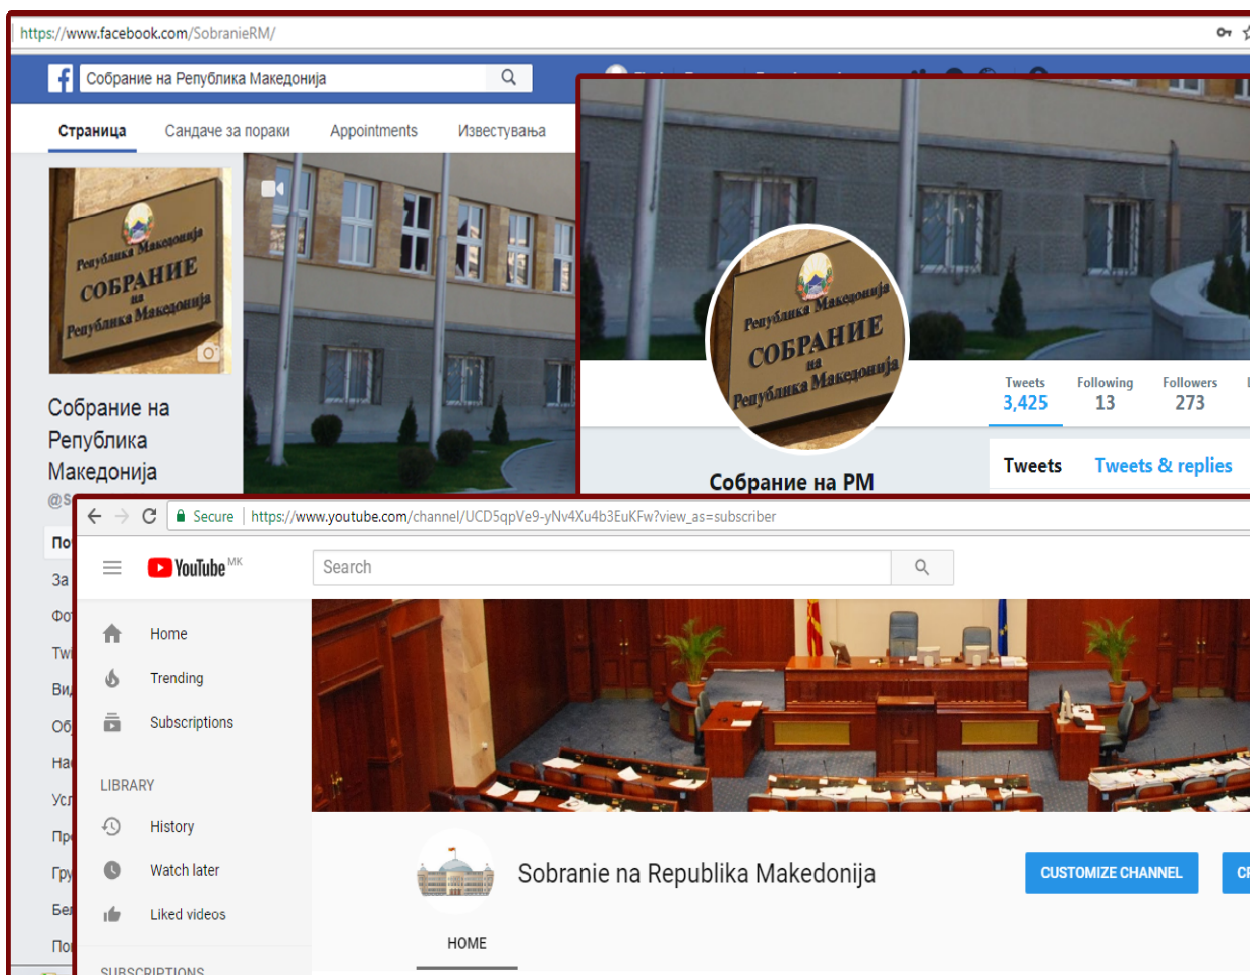 https://www.facebook.com/SobranieRM/
Собрание на Република Македонија
Страница
Сандаче за пораки
Appointments
Известувања
Република Македонија
СОБРАНИЕ
на
Република Македонија
Собрание на
Република
Македонија
Република Македонија
СОБРАНИЕ
на
Република Македонија
Собрание на РМ
Tweets Following Followers
3,425 13 273
Tweets Tweets & replies
За
Secure https://www.youtube.com/channel/UCD5qpVe9-yNv4Xu4b3EuKFw?view_as=subscriber
YouTube MK
Search
Home
Trending
Subscriptions
LIBRARY
History
Watch later
Liked videos
SUBSCRIPTIONS
Sobranie na Republika Makedonija
CUSTOMIZE CHANNEL
HOME